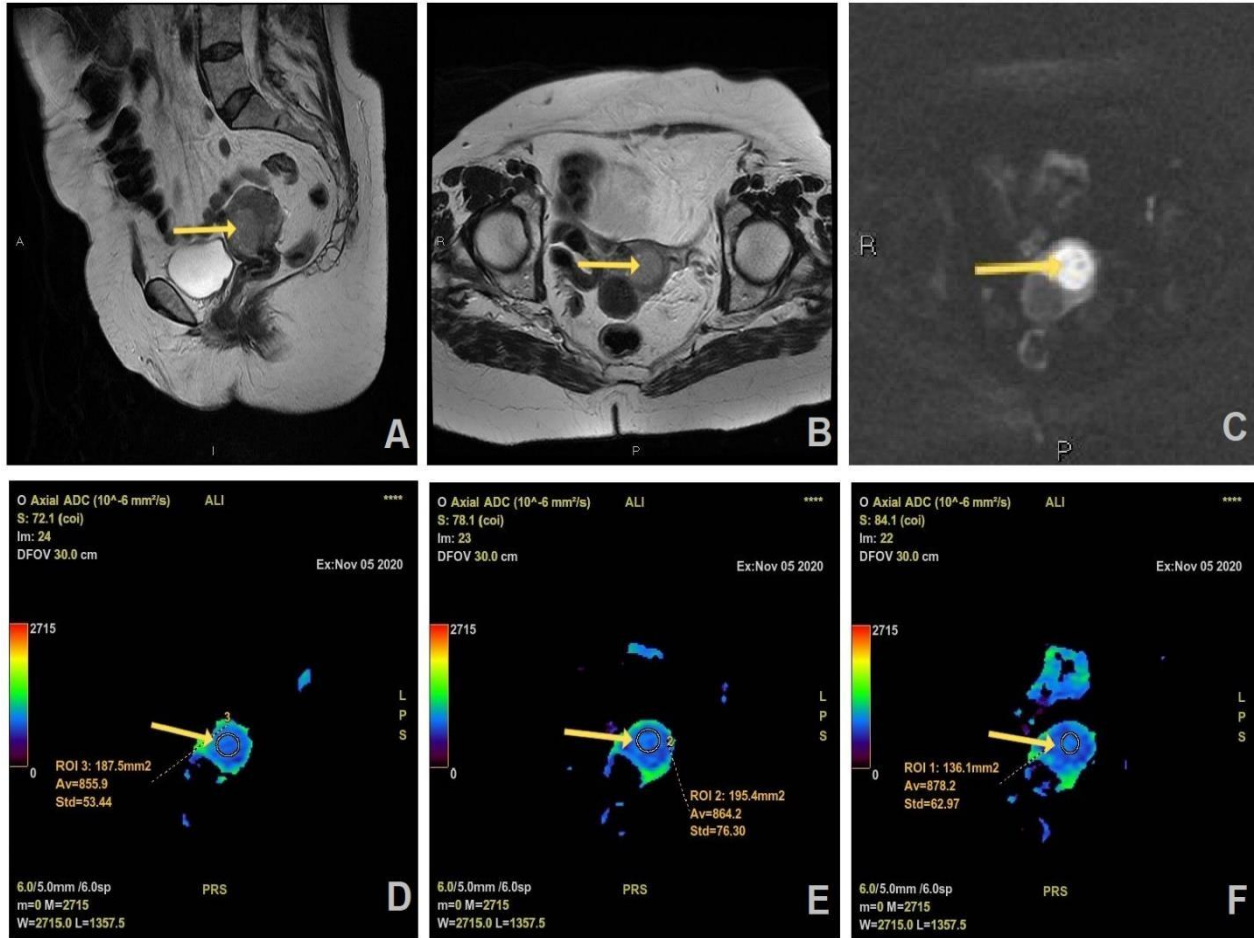 A
I
A
R
P
B
R
P
C
O Axial ADC (10^-6 mm²/s)
ALI
****
S: 72.1 (coi)
Im: 24
DFOV 30.0 cm
Ex:Nov 05 2020
2715
0
L
P
S
3
ROI 3: 187.5mm2
Av=855.9
Std=53.44
6.0/5.0mm /6.0sp
PRS
m=0 M=2715
W=2715.0 L=1357.5
D
O Axial ADC (10^-6 mm²/s)
ALI
****
S: 78.1 (coi)
Im: 23
DFOV 30.0 cm
Ex:Nov 05 2020
2715
0
L
P
S
2
ROI 2: 195.4mm2
Av=864.2
Std=76.30
6.0/5.0mm /6.0sp
PRS
m=0 M=2715
W=2715.0 L=1357.5
E
O Axial ADC (10^-6 mm²/s)
ALI
****
S: 84.1 (coi)
Im: 22
DFOV 30.0 cm
Ex:Nov 05 2020
2715
0
L
P
S
ROI 1: 136.1mm2
Av=878.2
Std=62.97
6.0/5.0mm /6.0sp
PRS
m=0 M=2715
W=2715.0 L=1357.5
F